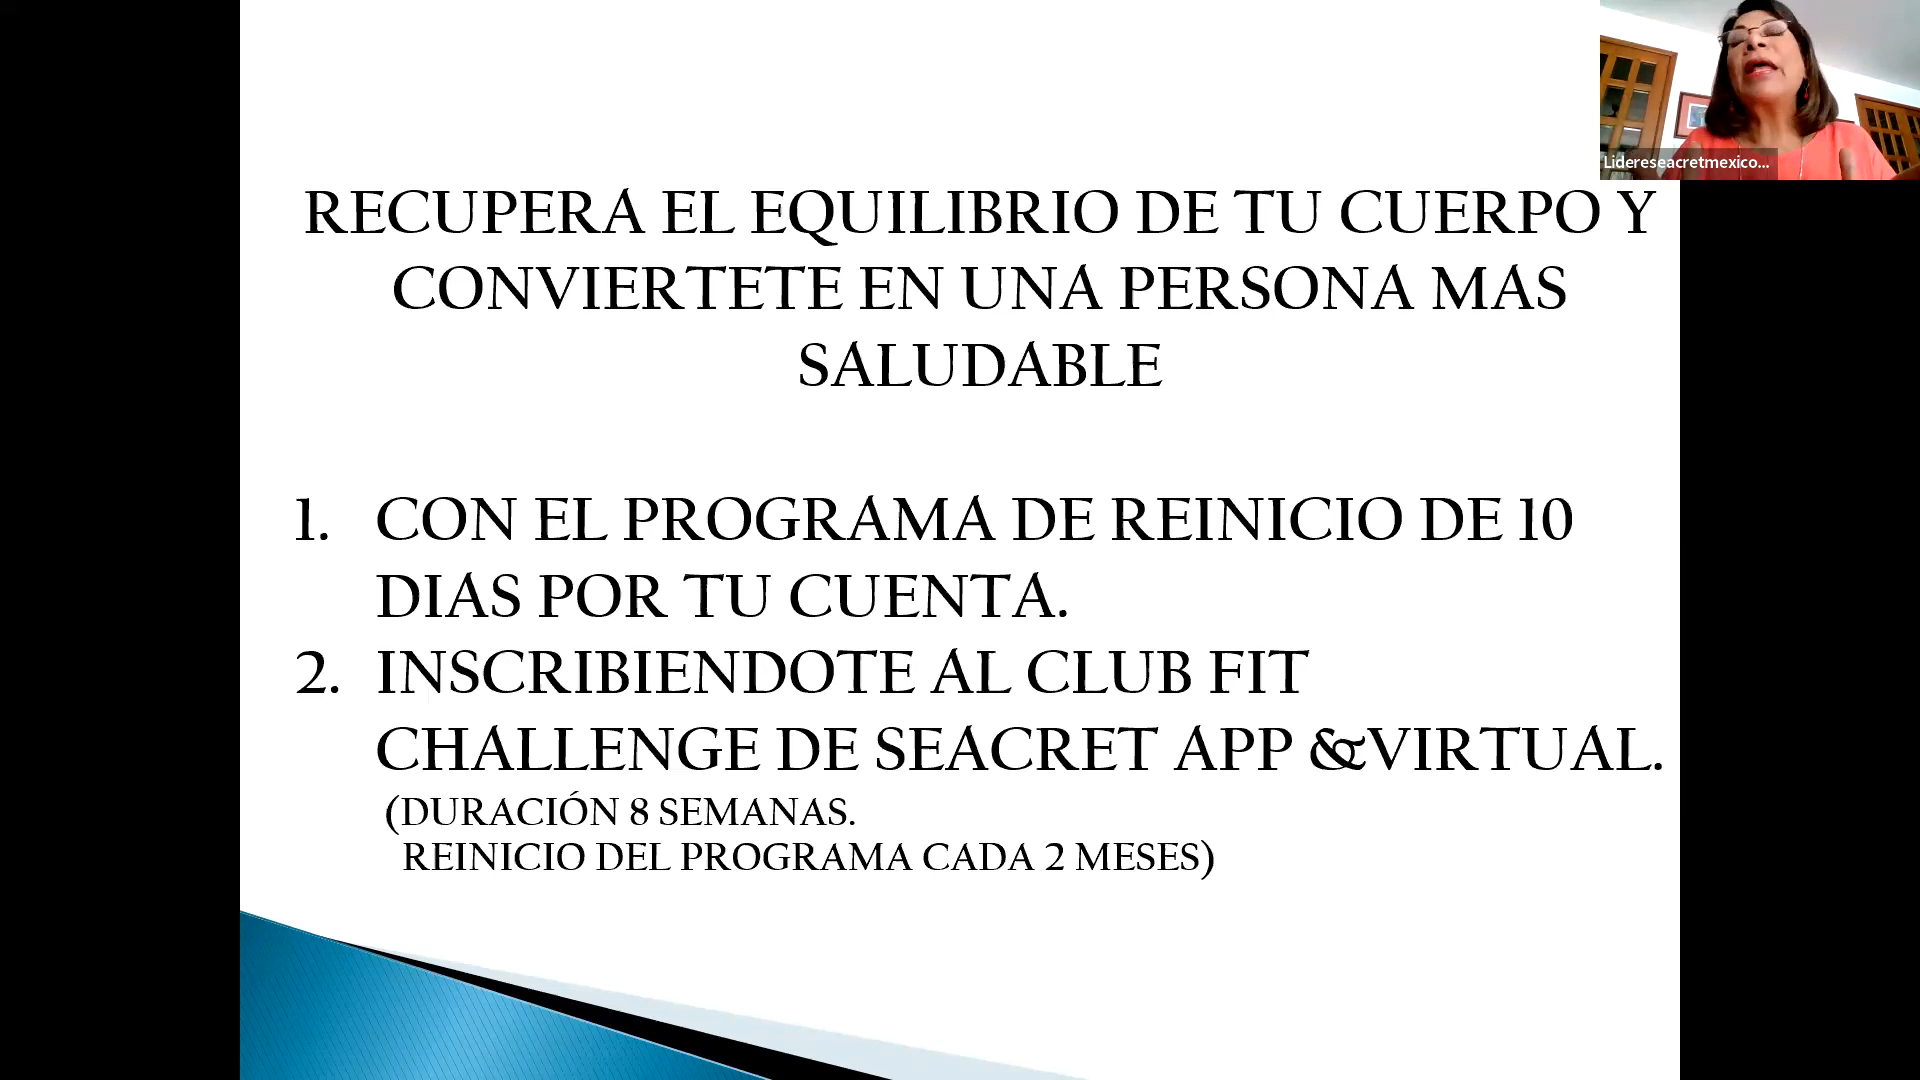 Lidereseacretmexico...
RECUPERA EL EQUILIBRIO DE TU CUERPO Y
CONVIERTETE EN UNA PERSONA MAS
SALUDABLE
1. CON EL PROGRAMA DE REINICIO DE 10
DIAS POR TU CUENTA.
2. INSCRIBIENDOTE AL CLUB FIT
CHALLENGE DE SEACRET APP &VIRTUAL.
(DURACIÓN 8 SEMANAS.
REINICIO DEL PROGRAMA CADA 2 MESES)